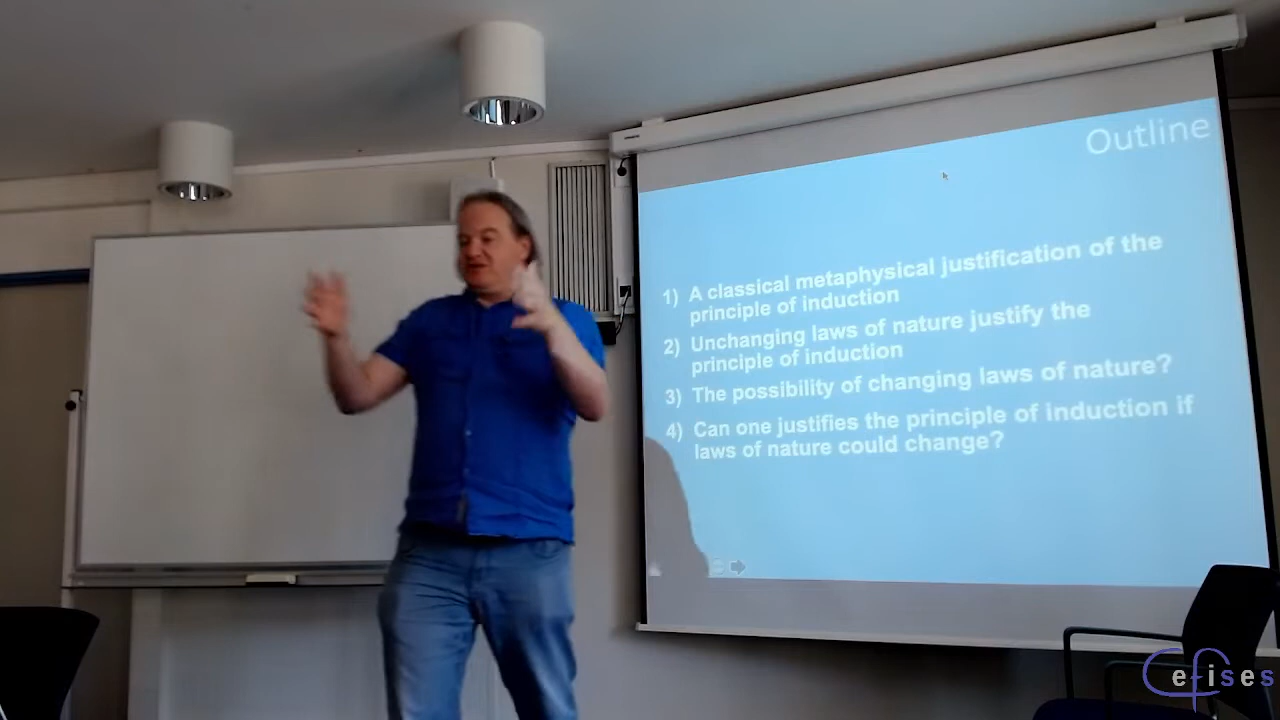 Outline
1) A classical metaphysical justification of the
principle of induction
2) Unchanging laws of nature justify the
principle of induction
3) The possibility of changing laws of nature?
4) Can one justifies the principle of induction if
laws of nature could change?
Cefises